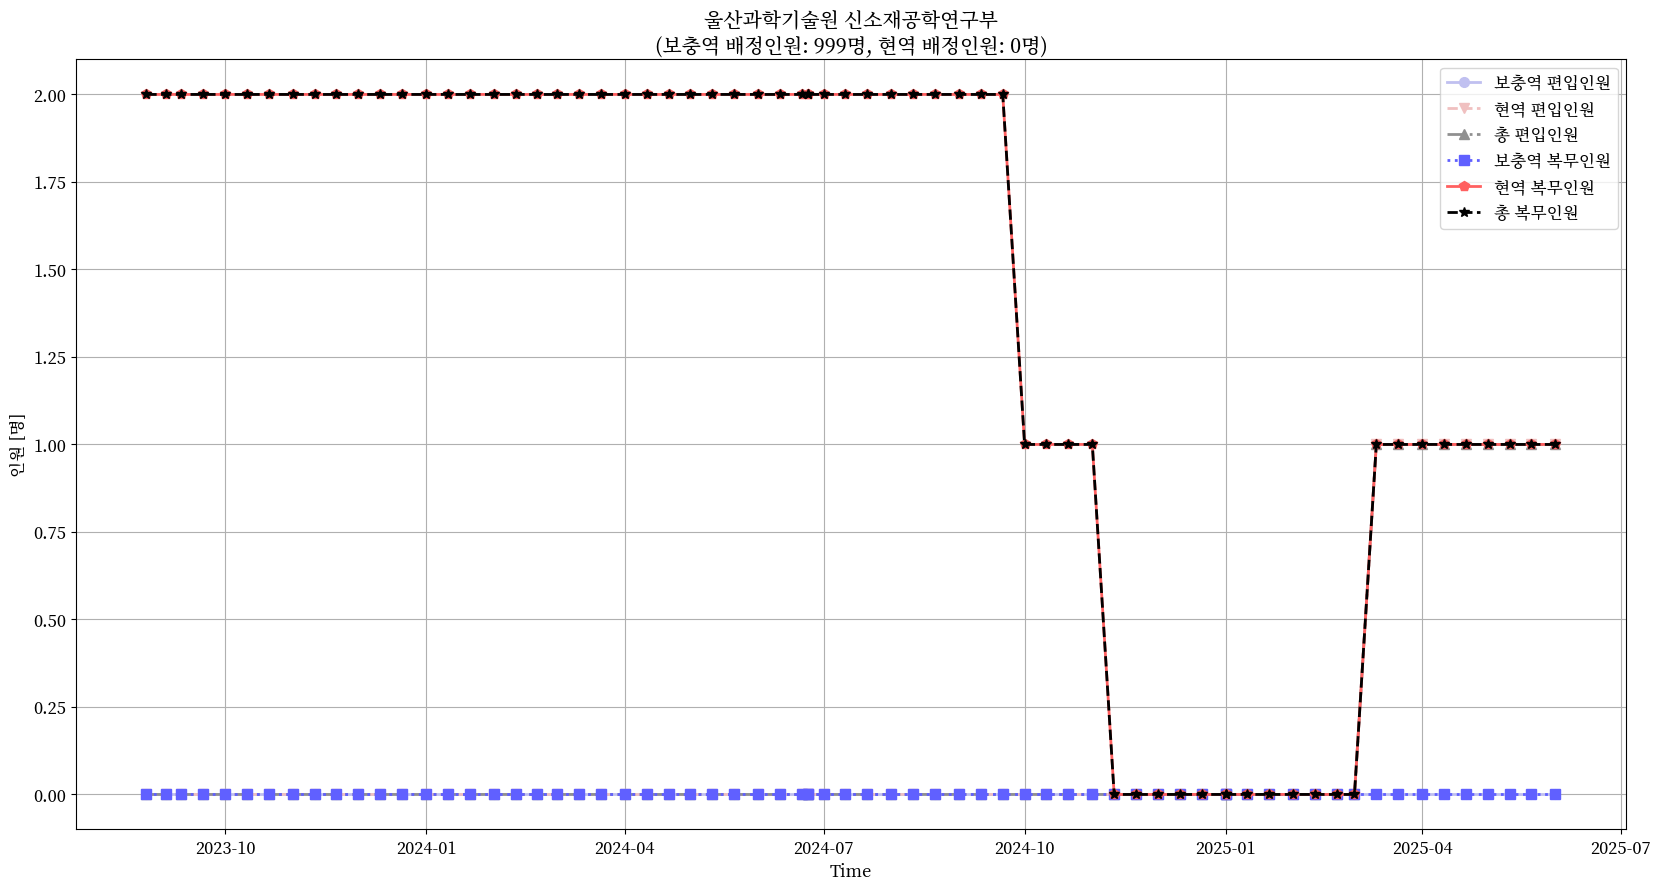 울산과학기술원 신소재공학연구부
(보충역 배정인원: 999명, 현역 배정인원: 0명)
보충역 편입인원
현역 편입인원
총 편입인원
보충역 복무인원
현역 복무인원
총 복무인원
인원 [명]
2.00
1.75
1.50
1.25
1.00
0.75
0.50
0.25
0.00
2023-10
2024-01
2024-04
2024-07
2024-10
2025-01
2025-04
2025-07
Time